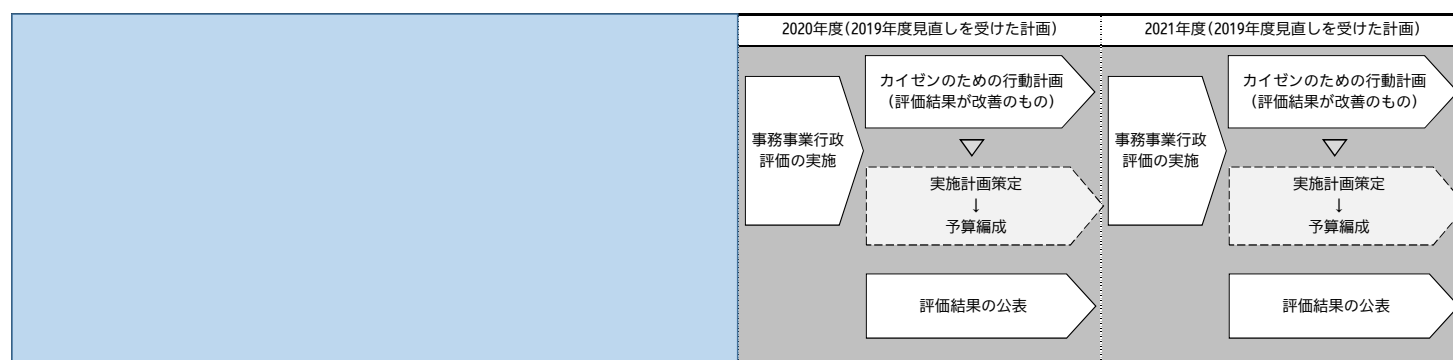 2020年度(2019年度見直しを受けた計画)
事務事業行政
評価の実施
カイゼンのための行動計画
(評価結果が改善のもの)
実施計画策定
↓
予算編成
評価結果の公表
2021年度(2019年度見直しを受けた計画)
事務事業行政
評価の実施
カイゼンのための行動計画
(評価結果が改善のもの)
実施計画策定
↓
予算編成
評価結果の公表